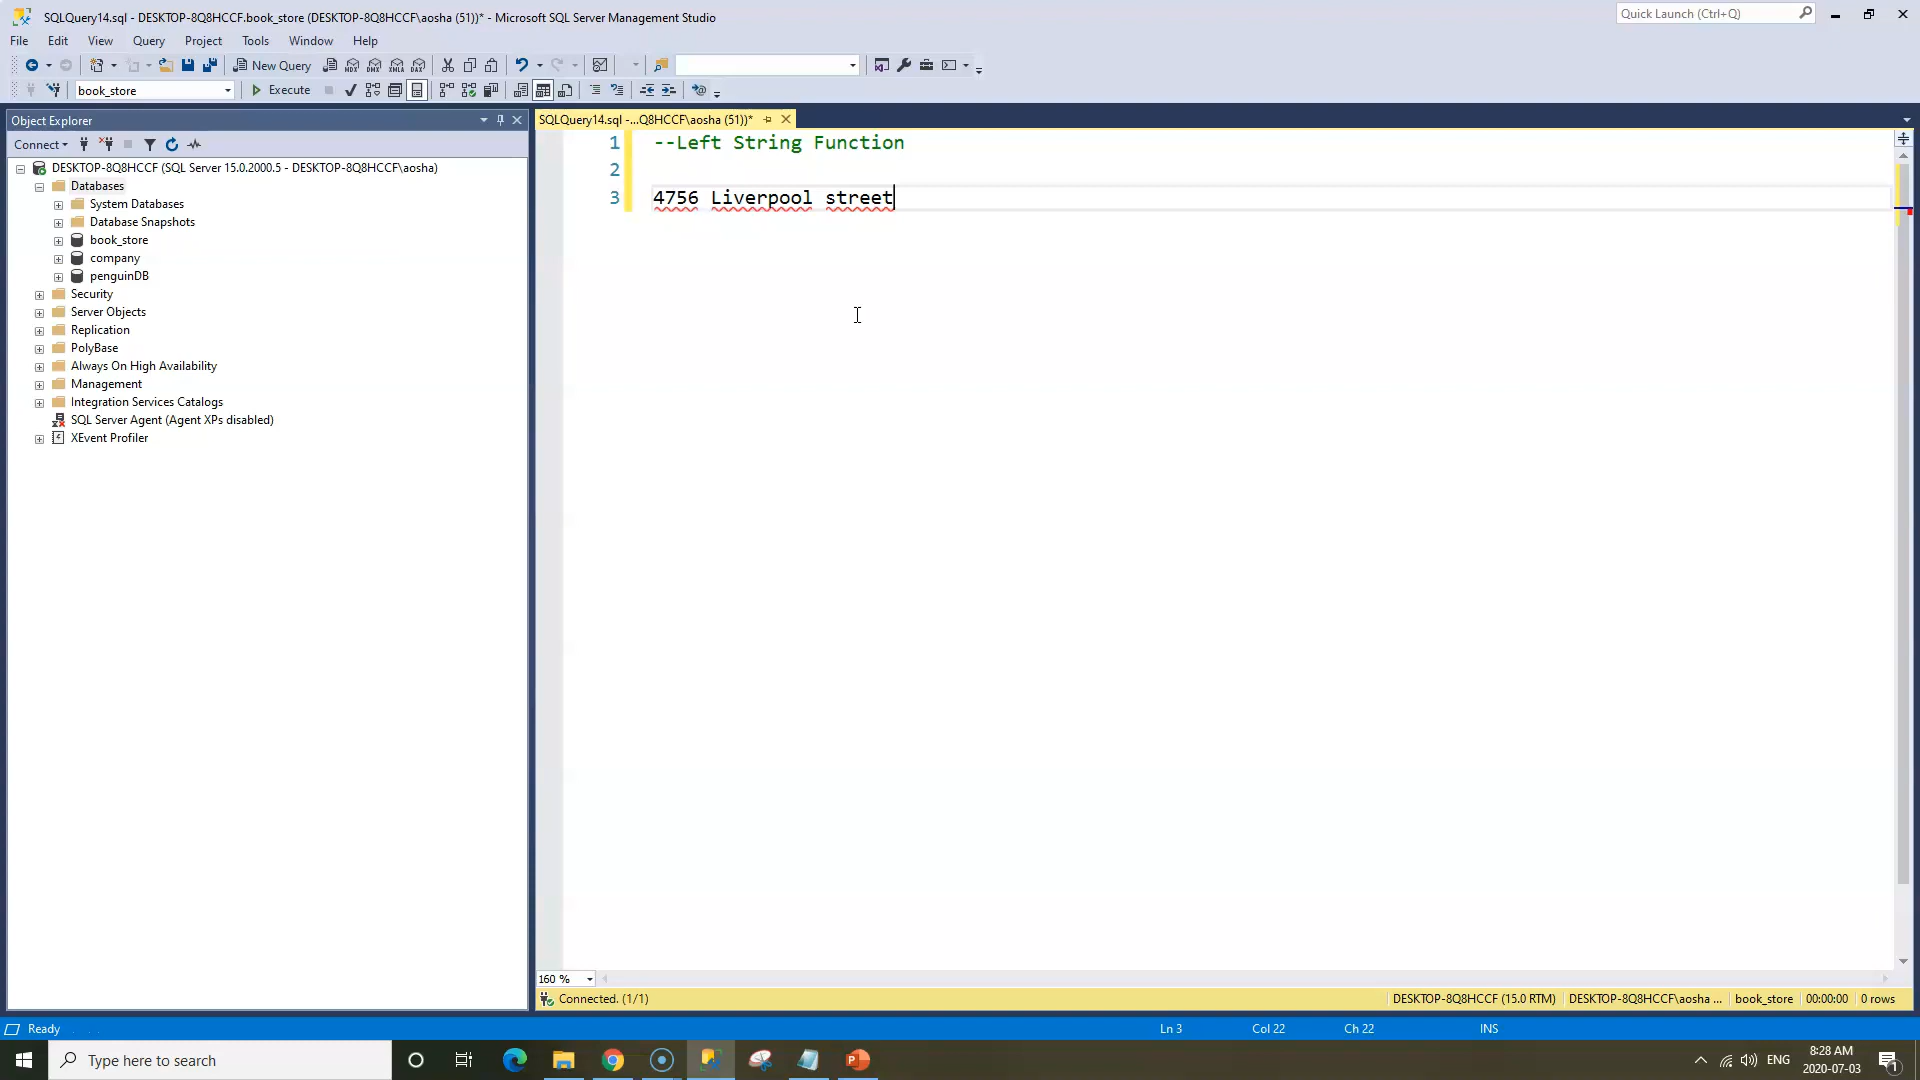 SQLQuery14.sql - DESKTOP-8Q8HCCF.book_store (DESKTOP-8Q8HCCF\aosha (51))* - Microsoft SQL Server Management Studio
Quick Launch (Ctrl+Q)
File Edit View Query Project Tools Window Help
New Query
book_store
Execute
Object Explorer
SQLQuery14.sql -...Q8HCCF\aosha (51))*
Connect
DESKTOP-8Q8HCCF (SQL Server 15.0.2000.5 - DESKTOP-8Q8HCCF\aosha)
Databases
System Databases
Database Snapshots
book_store
company
penguinDB
Security
Server Objects
Replication
PolyBase
Always On High Availability
Management
Integration Services Catalogs
SQL Server Agent (Agent XPs disabled)
XEvent Profiler
1 --Left String Function
2
3 4756 Liverpool street
160 %
Connected. (1/1)
DESKTOP-8Q8HCCF (15.0 RTM) DESKTOP-8Q8HCCF\aosha ... book_store 00:00:00 0 rows
Ready Ln 3 Col 22 Ch 22 INS
Type here to search
ENG
8:28 AM
2020-07-03